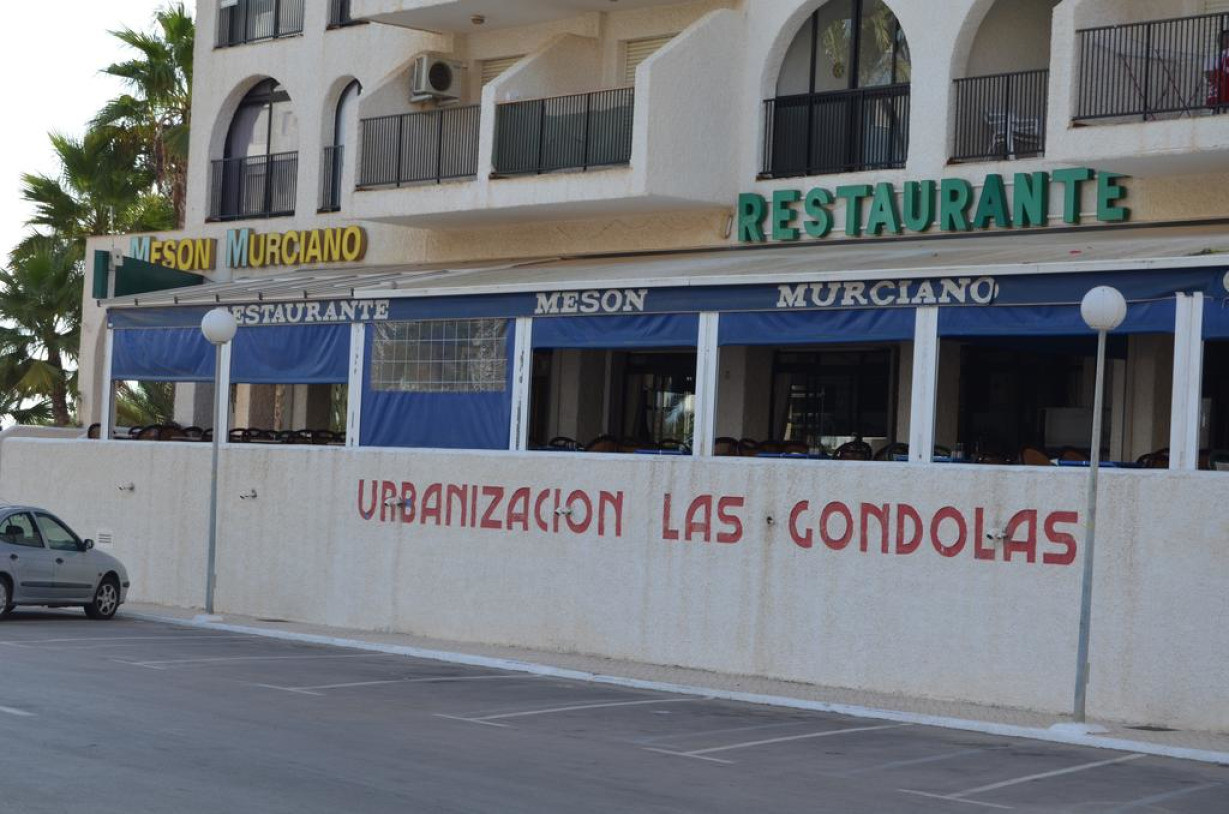 MESON MURCIANO
RESTAURANTE
RESTAURANTE MESON MURCIANO
URBANIZACION LAS GONDOLAS